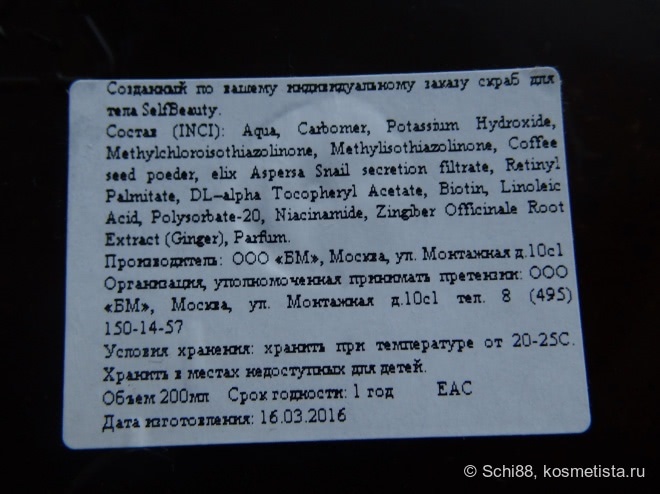 Созданный по вашему индивидуальному заказу скраб для
тела SelfBeauty.
Состав (INCI): Aqua, Carbomer, Potassium Hydroxide,
Methylchloroisothiazolinone, Methylisothiazolinone, Coffee
seed poeder, elix Aspersa Snail secretion filtrate, Retinyl
Palmitate, DL-alpha Tocopheryl Acetate, Biotin, Linoleic
Acid, Polysorbate-20, Niacinamide, Zingiber Officinale Root
Extract (Ginger), Parfum.
Производитель: ООО «БМ», Москва, ул. Монтажная д.10с1
Организация, уполномоченная принимать претензии: ООО
«БМ», Москва, ул. Монтажная д.10с1 тел. 8 (495)
150-14-57
Условия хранения: хранить при температуре от 20-25С.
Хранить в местах недоступных для детей.
Объем 200мл Срок годности: 1 год ЕАС
Дата изготовления: 16.03.2016
© Schi88, kosmetista.ru